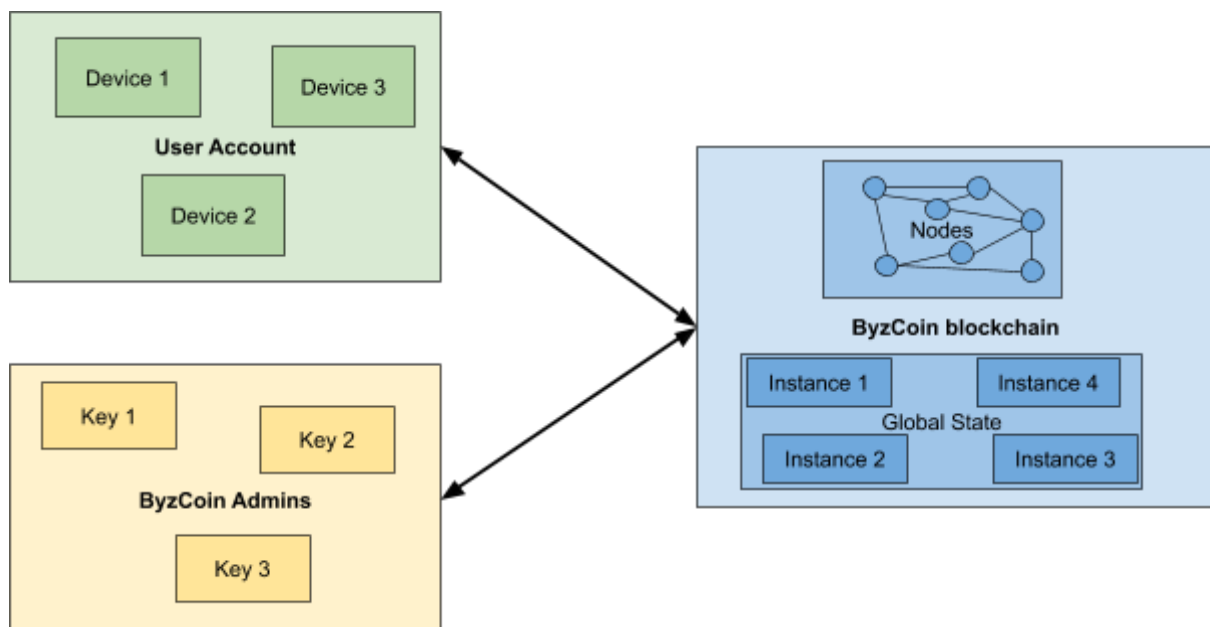 Device 1
Device 3
User Account
Device 2
Key 1
Key 2
ByzCoin Admins
Key 3
Nodes
ByzCoin blockchain
Instance 1
Instance 4
Global State
Instance 2
Instance 3